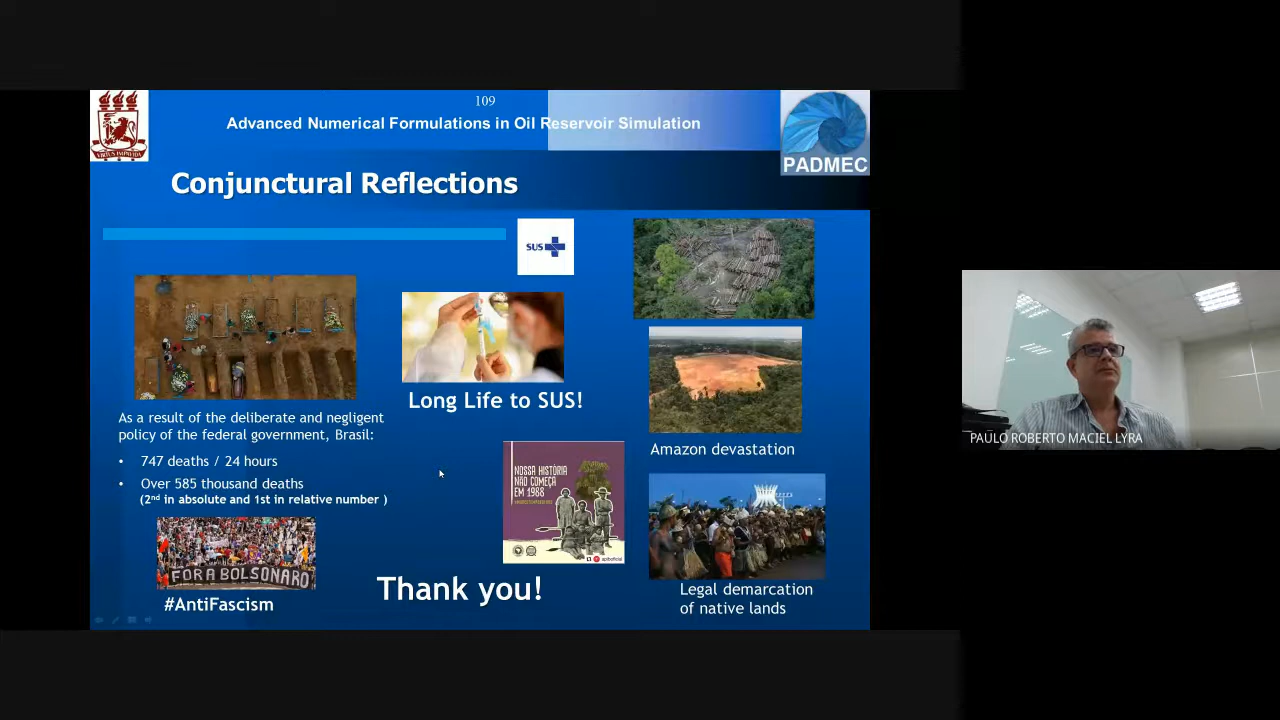 109
Advanced Numerical Formulations in Oil Reservoir Simulation
VIRTUS IMPAVIDA
PADMEC
Conjunctural Reflections
SUS
Long Life to SUS!
As a result of the deliberate and negligent
policy of the federal government, Brasil:
• 747 deaths / 24 hours
• Over 585 thousand deaths
(2nd in absolute and 1st in relative number )
FORA BOLSONARO
#AntiFascism
NOSSA HISTÓRIA
NÃO COMEÇA
EM 1988
apiboficial
Thank you!
Amazon devastation
Legal demarcation
of native lands
PAULO ROBERTO MACIEL LYRA